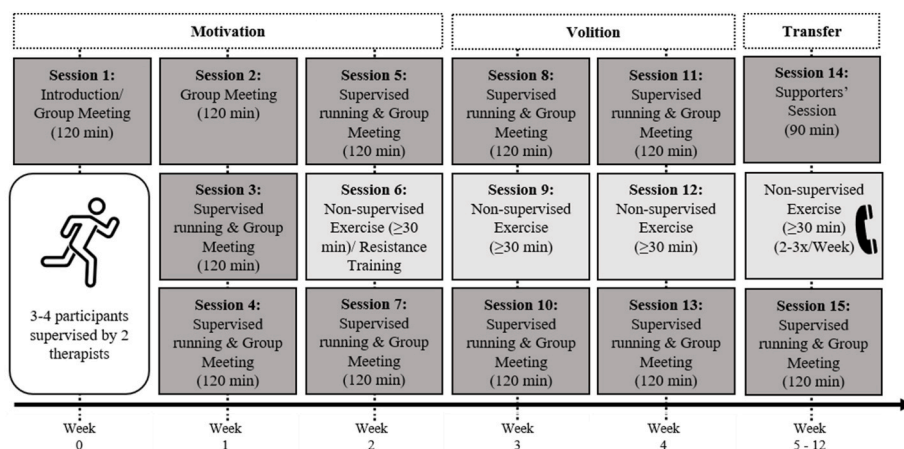 Motivation
Volition
Transfer
Session 1:
Introduction/
Group Meeting
(120 min)
Session 2:
Group Meeting
(120 min)
Session 5:
Supervised
running & Group
Meeting
(120 min)
Session 8:
Supervised
running & Group
Meeting
(120 min)
Session 11:
Supervised
running & Group
Meeting
(120 min)
Session 14:
Supporters’
Session
(90 min)
3-4 participants
supervised by 2
therapists
Session 3:
Supervised
running & Group
Meeting
(120 min)
Session 6:
Non-supervised
Exercise (≥30
min)/ Resistance
Training
Session 9:
Non-supervised
Exercise
(≥30 min)
Session 12:
Non-supervised
Exercise
(≥30 min)
Non-supervised
Exercise
(≥30 min)
(2-3x/Week)
Session 4:
Supervised
running & Group
Meeting
(120 min)
Session 7:
Supervised
running & Group
Meeting
(120 min)
Session 10:
Supervised
running & Group
Meeting
(120 min)
Session 13:
Supervised
running & Group
Meeting
(120 min)
Session 15:
Supervised
running & Group
Meeting
(120 min)
Week
0
Week
1
Week
2
Week
3
Week
4
Week
5 - 12